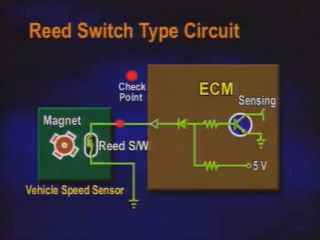 Reed Switch Type Circuit
Check
Point
ECM
Sensing
Magnet
Reed S/W
5 V
Vehicle Speed Sensor